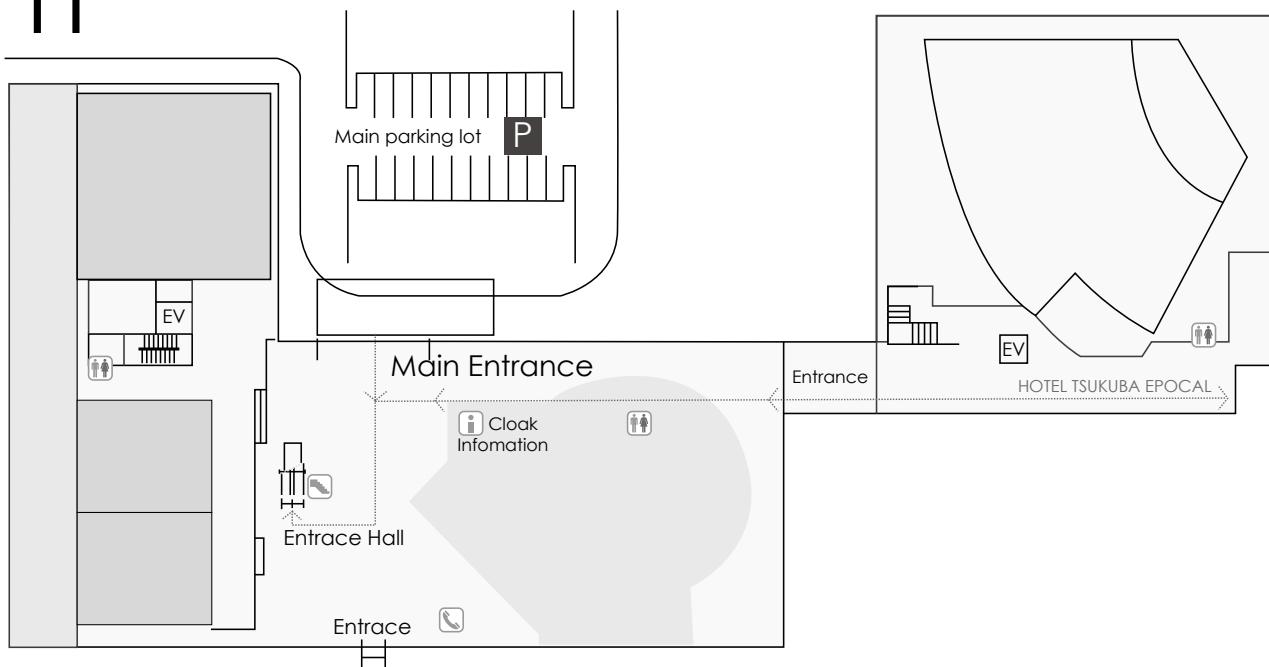 Main parking lot P
EV
Main Entrance
EV
Entrance
HOTEL TSUKUBA EPOCAL
Cloak
Infomation
Entrace Hall
Entrace